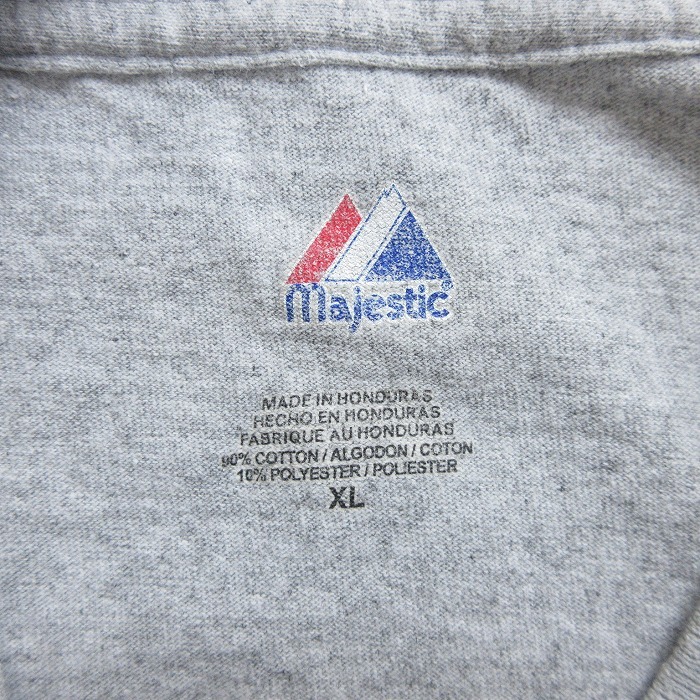 Majestic®
MADE IN HONDURAS
HECHO EN HONDURAS
FABRIQUE AU HONDURAS
90% COTTON / ALGODON / COTON
10% POLYESTER / POLIESTER
XL